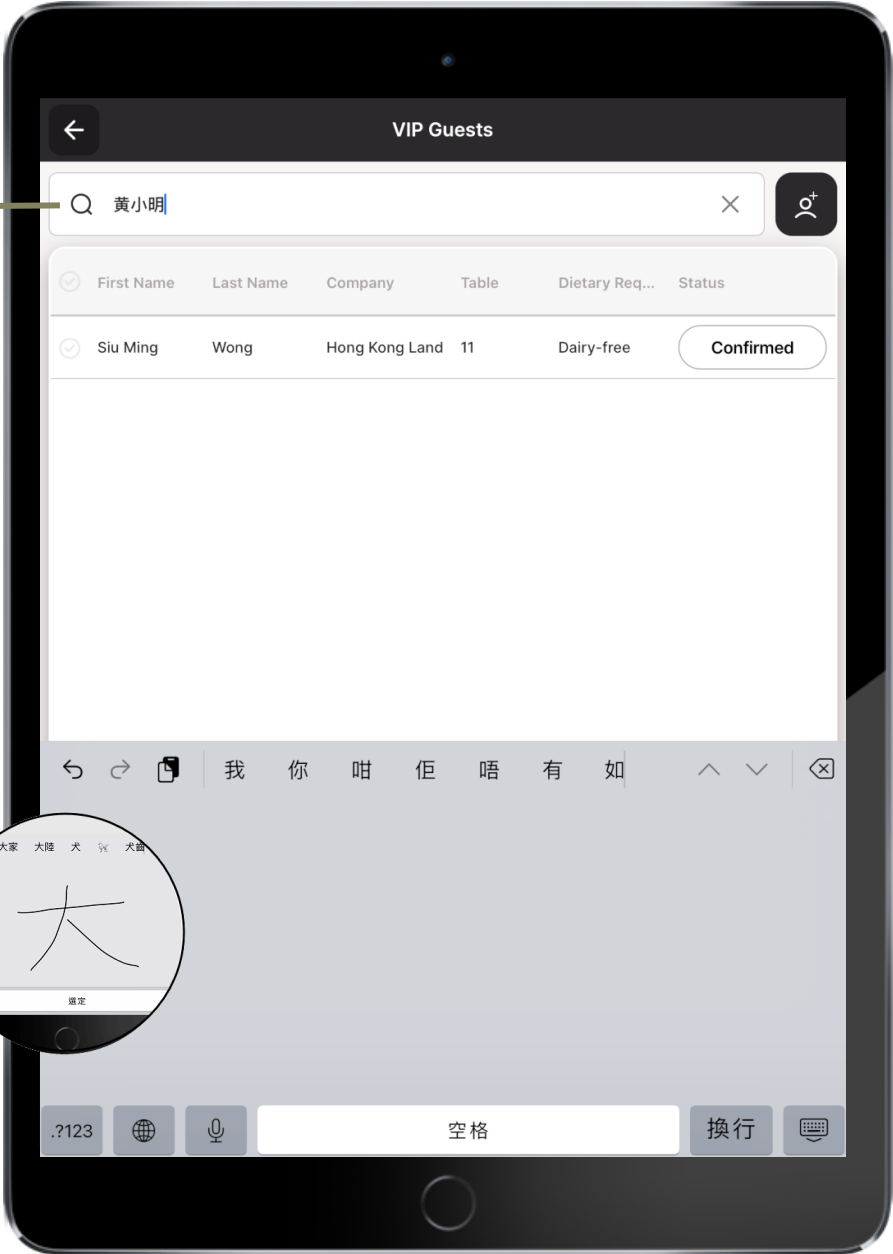 VIP Guests
黄小明
First Name Last Name Company Table Dietary Req... Status
Siu Ming Wong Hong Kong Land 11 Dairy-free Confirmed
我 你 咁 佢 唔 有 如
大家 大陸 犬 🐕 犬齒
大
選定
.?123 空格 換行